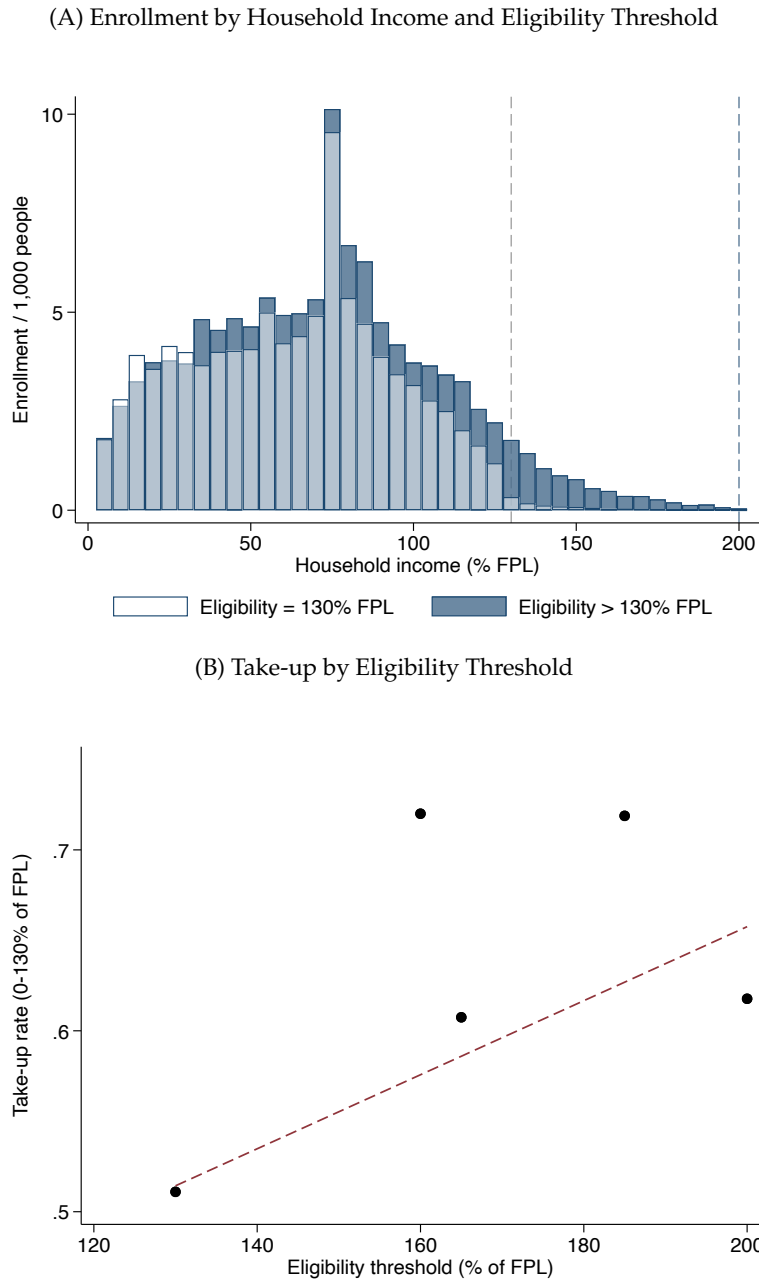 (A) Enrollment by Household Income and Eligibility Threshold
10
5
0
Enrollment / 1,000 people
0 50 100 150 200
Household income (% FPL)
Eligibility = 130% FPL Eligibility > 130% FPL
(B) Take-up by Eligibility Threshold
.7
.6
.5
Take-up rate (0-130% of FPL)
120 140 160 180 200
Eligibility threshold (% of FPL)